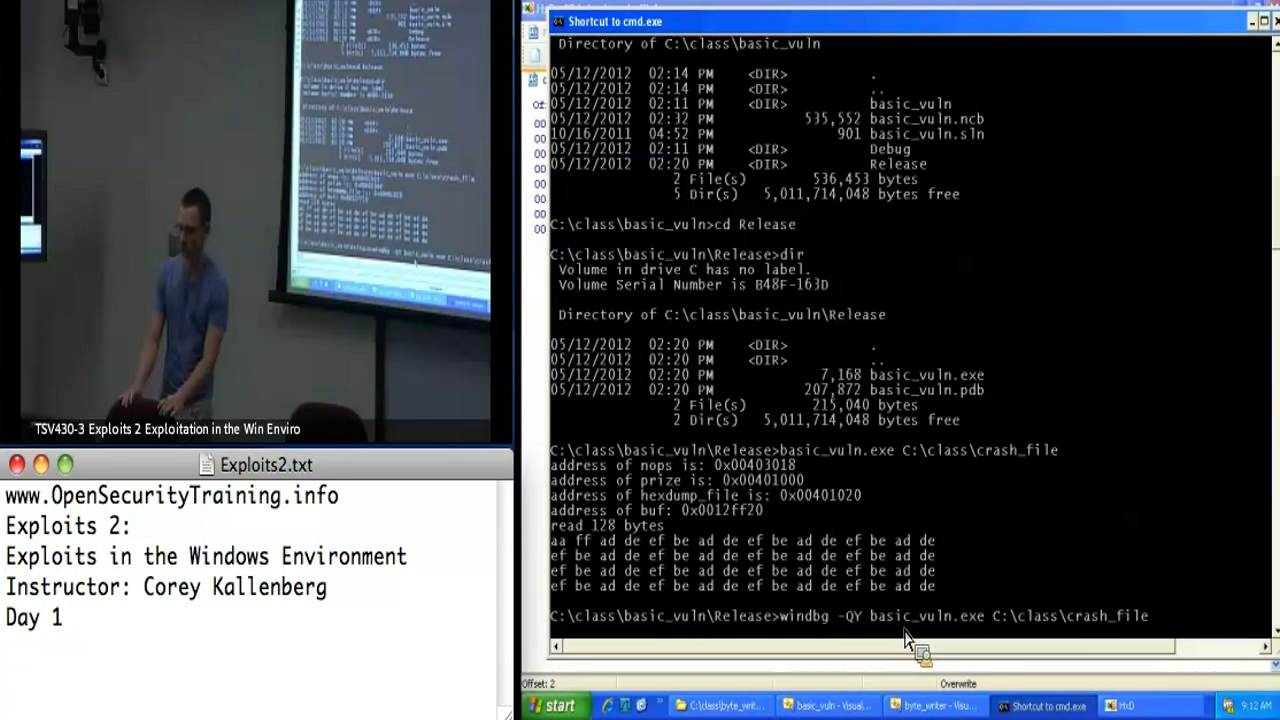 Shortcut to cmd.exe
Directory of C:\class\basic_vuln
05/12/2012 02:14 PM <DIR> .
05/12/2012 02:14 PM <DIR> ..
05/12/2012 02:11 PM <DIR> basic_vuln
05/12/2012 02:32 PM 535,552 basic_vuln.ncb
10/16/2011 04:52 PM 901 basic_vuln.sln
05/12/2012 02:11 PM <DIR> Debug
05/12/2012 02:20 PM <DIR> Release
2 File(s) 536,453 bytes
5 Dir(s) 5,011,714,048 bytes free
C:\class\basic_vuln>cd Release
C:\class\basic_vuln\Release>dir
Volume in drive C has no label.
Volume Serial Number is B48F-163D
Directory of C:\class\basic_vuln\Release
05/12/2012 02:20 PM <DIR> .
05/12/2012 02:20 PM <DIR> ..
05/12/2012 02:20 PM 7,168 basic_vuln.exe
05/12/2012 02:20 PM 207,872 basic_vuln.pdb
2 File(s) 215,040 bytes
2 Dir(s) 5,011,714,048 bytes free
C:\class\basic_vuln\Release>basic_vuln.exe C:\class\crash_file
address of nops is: 0x00403018
address of prize is: 0x00401000
address of hexdump_file is: 0x00401020
address of buf: 0x0012ff20
read 128 bytes
aa ff ad de ef be ad de ef be ad de ef be ad de
ef be ad de ef be ad de ef be ad de ef be ad de
ef be ad de ef be ad de ef be ad de ef be ad de
ef be ad de ef be ad de ef be ad de ef be ad de
C:\class\basic_vuln\Release>windbg -QY basic_vuln.exe C:\class\crash_file
TSV430-3 Exploits 2 Exploitation in the Win Enviro
Exploits2.txt
www.OpenSecurityTraining.info
Exploits 2:
Exploits in the Windows Environment
Instructor: Corey Kallenberg
Day 1
Offset: 2 Overwrite
start C:\class\byte_writ... basic_vuln - Visual... byte_writer - Visu... Shortcut to cmd.exe HxD 9:12 AM